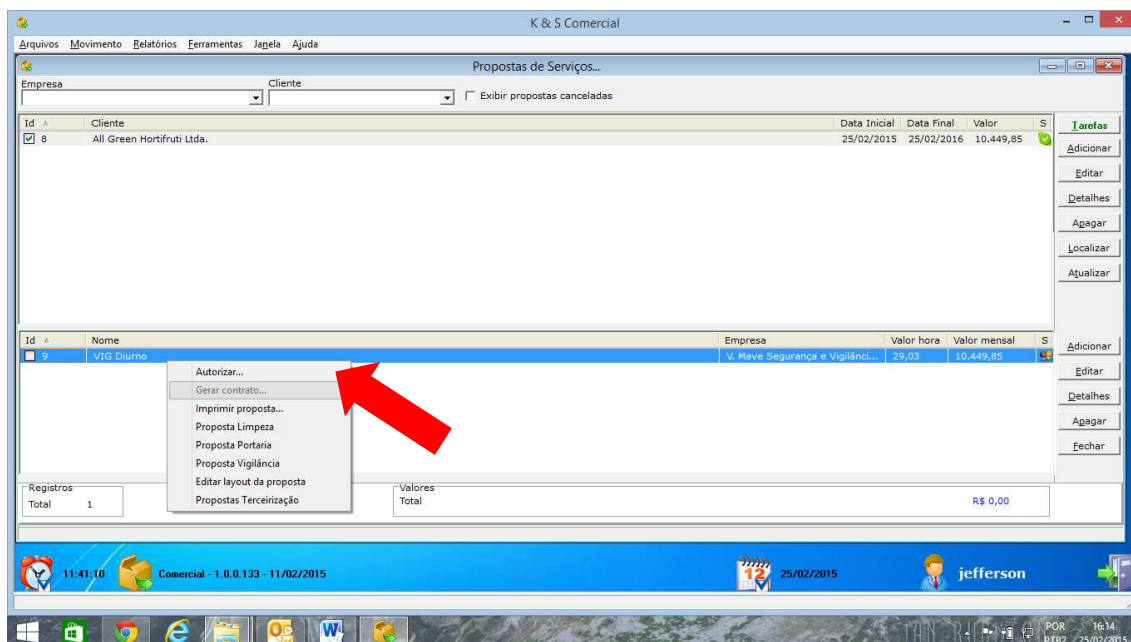 K & S Comercial
Arquivos Movimento Relatórios Ferramentas Janela Ajuda
Propostas de Serviços...
Empresa Cliente
Exibir propostas canceladas
Id Cliente Data Inicial Data Final Valor S
8 All Green Hortifruti Ltda. 25/02/2015 25/02/2016 10.449,85
Tarefas
Adicionar
Editar
Detalhes
Apagar
Localizar
Atualizar
Id Nome Empresa Valor hora Valor mensal S
9 VIG Diurno V. Mave Segurança e Vigilânci... 29,03 10.449,85
Autorizar...
Gerar contrato...
Imprimir proposta...
Proposta Limpeza
Proposta Portaria
Proposta Vigilância
Editar layout da proposta
Propostas Terceirização
Adicionar
Editar
Detalhes
Apagar
Fechar
Registros
Total 1
Valores
Total R$ 0,00
11:41:10 Comercial - 1.0.0.133 - 11/02/2015 12 25/02/2015 jefferson
POR 16:14
PTB2 25/02/2015